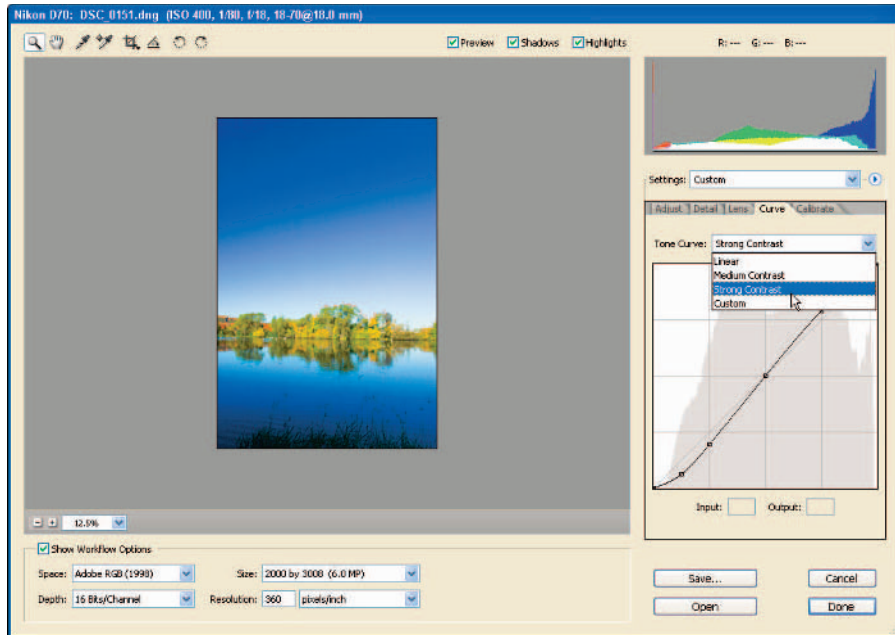 Nikon D70: DSC_0151.dng (ISO 400, 1/80, f/18, 18-70@18.0 mm)
Preview Shadows Highlights R: --- G: --- B: ---
Settings: Custom
Adjust Detail Lens Curve Calibrate
Tone Curve: Strong Contrast
Linear
Medium Contrast
Strong Contrast
Custom
Input: Output:
12.5%
Show Workflow Options
Space: Adobe RGB (1998) Size: 2000 by 3008 (6.0 MP)
Depth: 16 Bits/Channel Resolution: 360 pixels/inch
Save... Cancel
Open Done